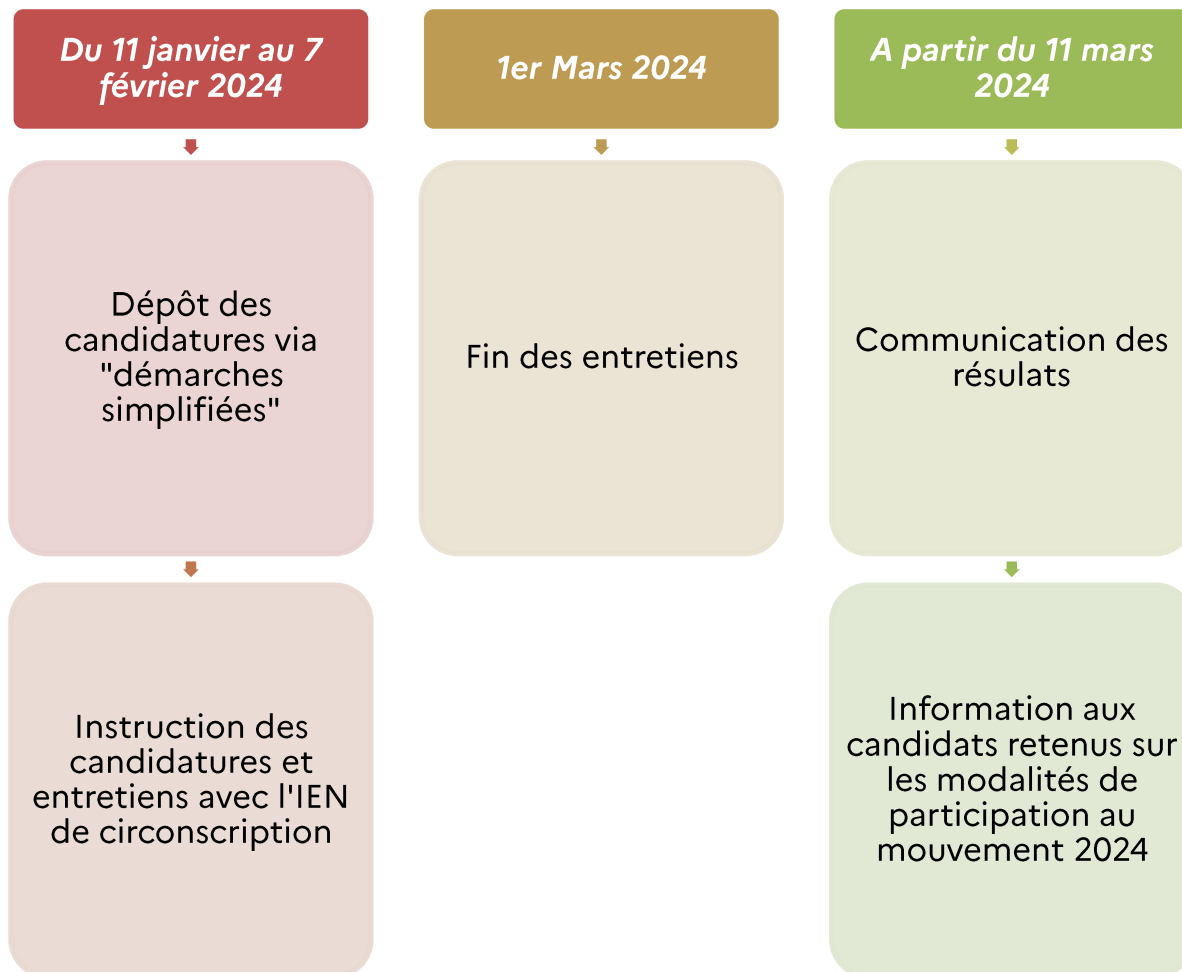 Du 11 janvier au 7
février 2024
Dépôt des
candidatures via
"démarches
simplifiées"
Instruction des
candidatures et
entretiens avec l'IEN
de circonscription
1er Mars 2024
Fin des entretiens
A partir du 11 mars
2024
Communication des
résulats
Information aux
candidats retenus sur
les modalités de
participation au
mouvement 2024